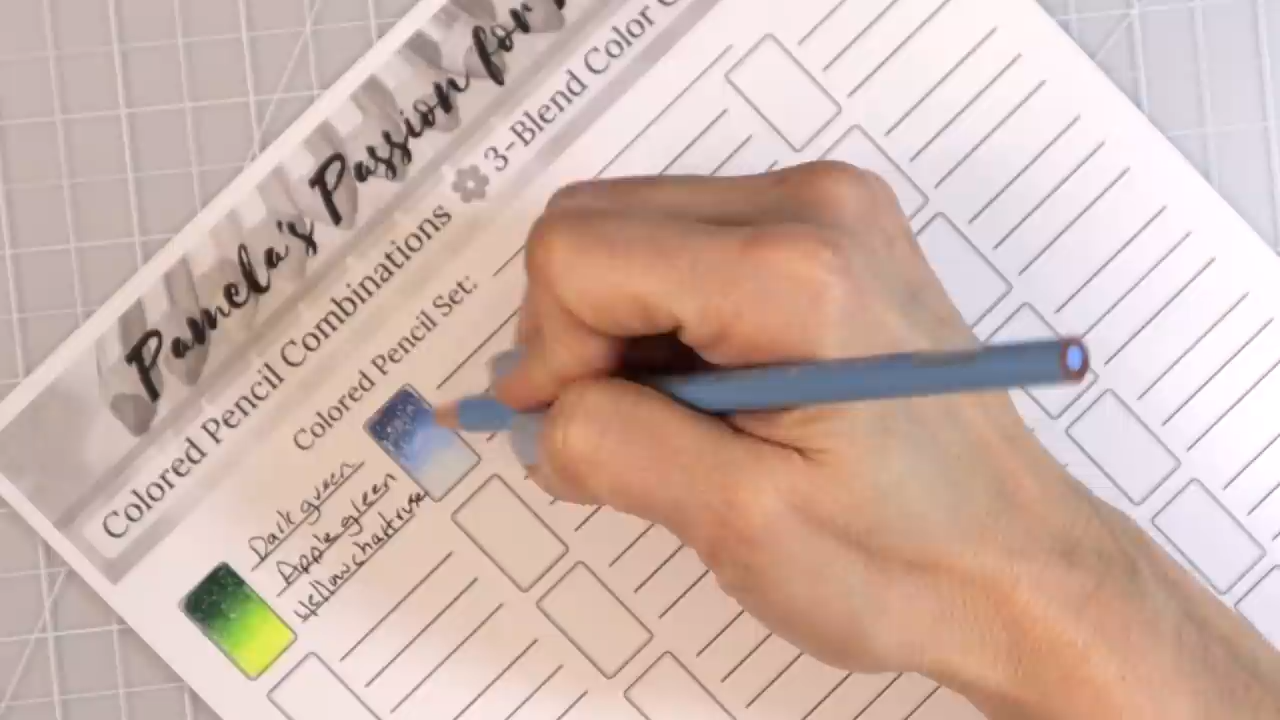 Pamela's Passion for
Colored Pencil Combinations 3-Blend Color
Colored Pencil Set:
Dark green
Apple green
Yellow chartreuse